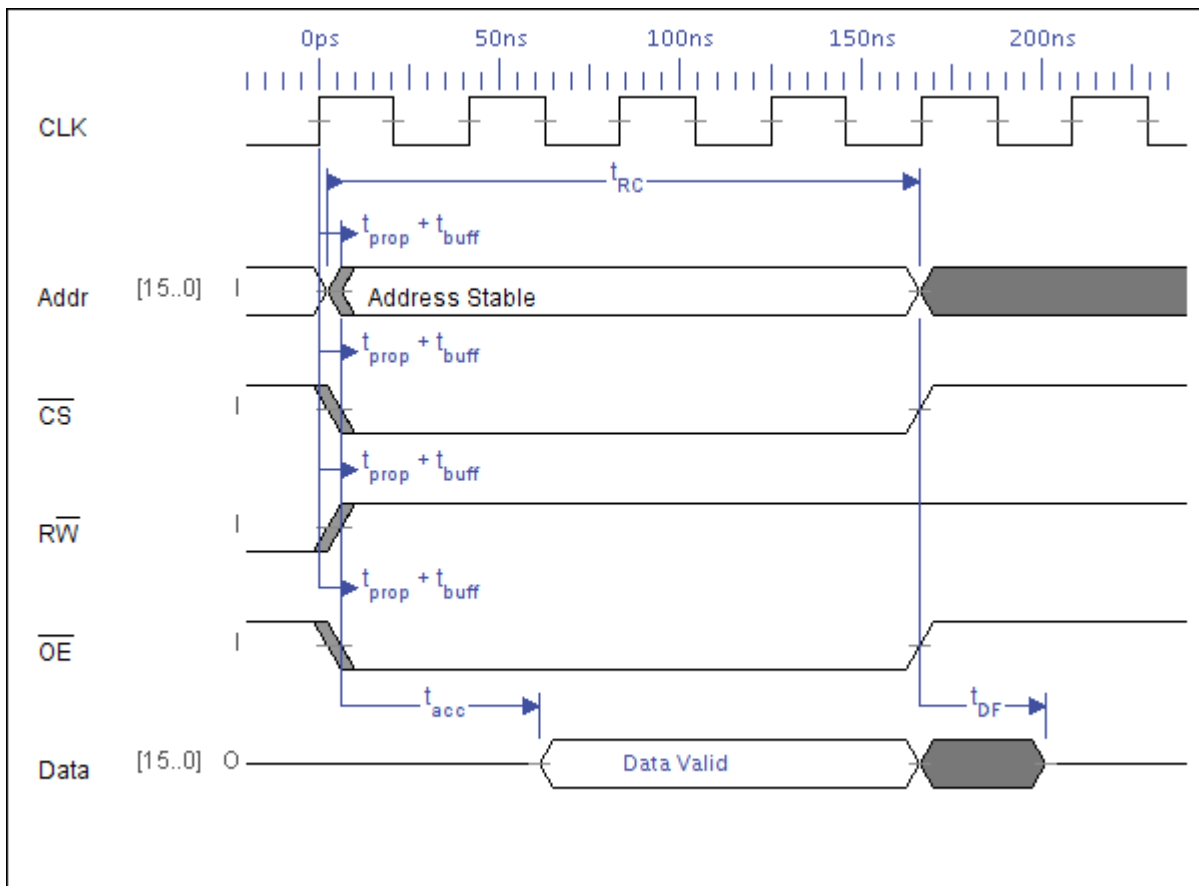 0ps 50ns 100ns 150ns 200ns
CLK
tRC
tprop + tbuff
Addr [15..0] I Address Stable
tprop + tbuff
CS I
tprop + tbuff
RW I
tprop + tbuff
OE I
tacc tDF
Data [15..0] O Data Valid